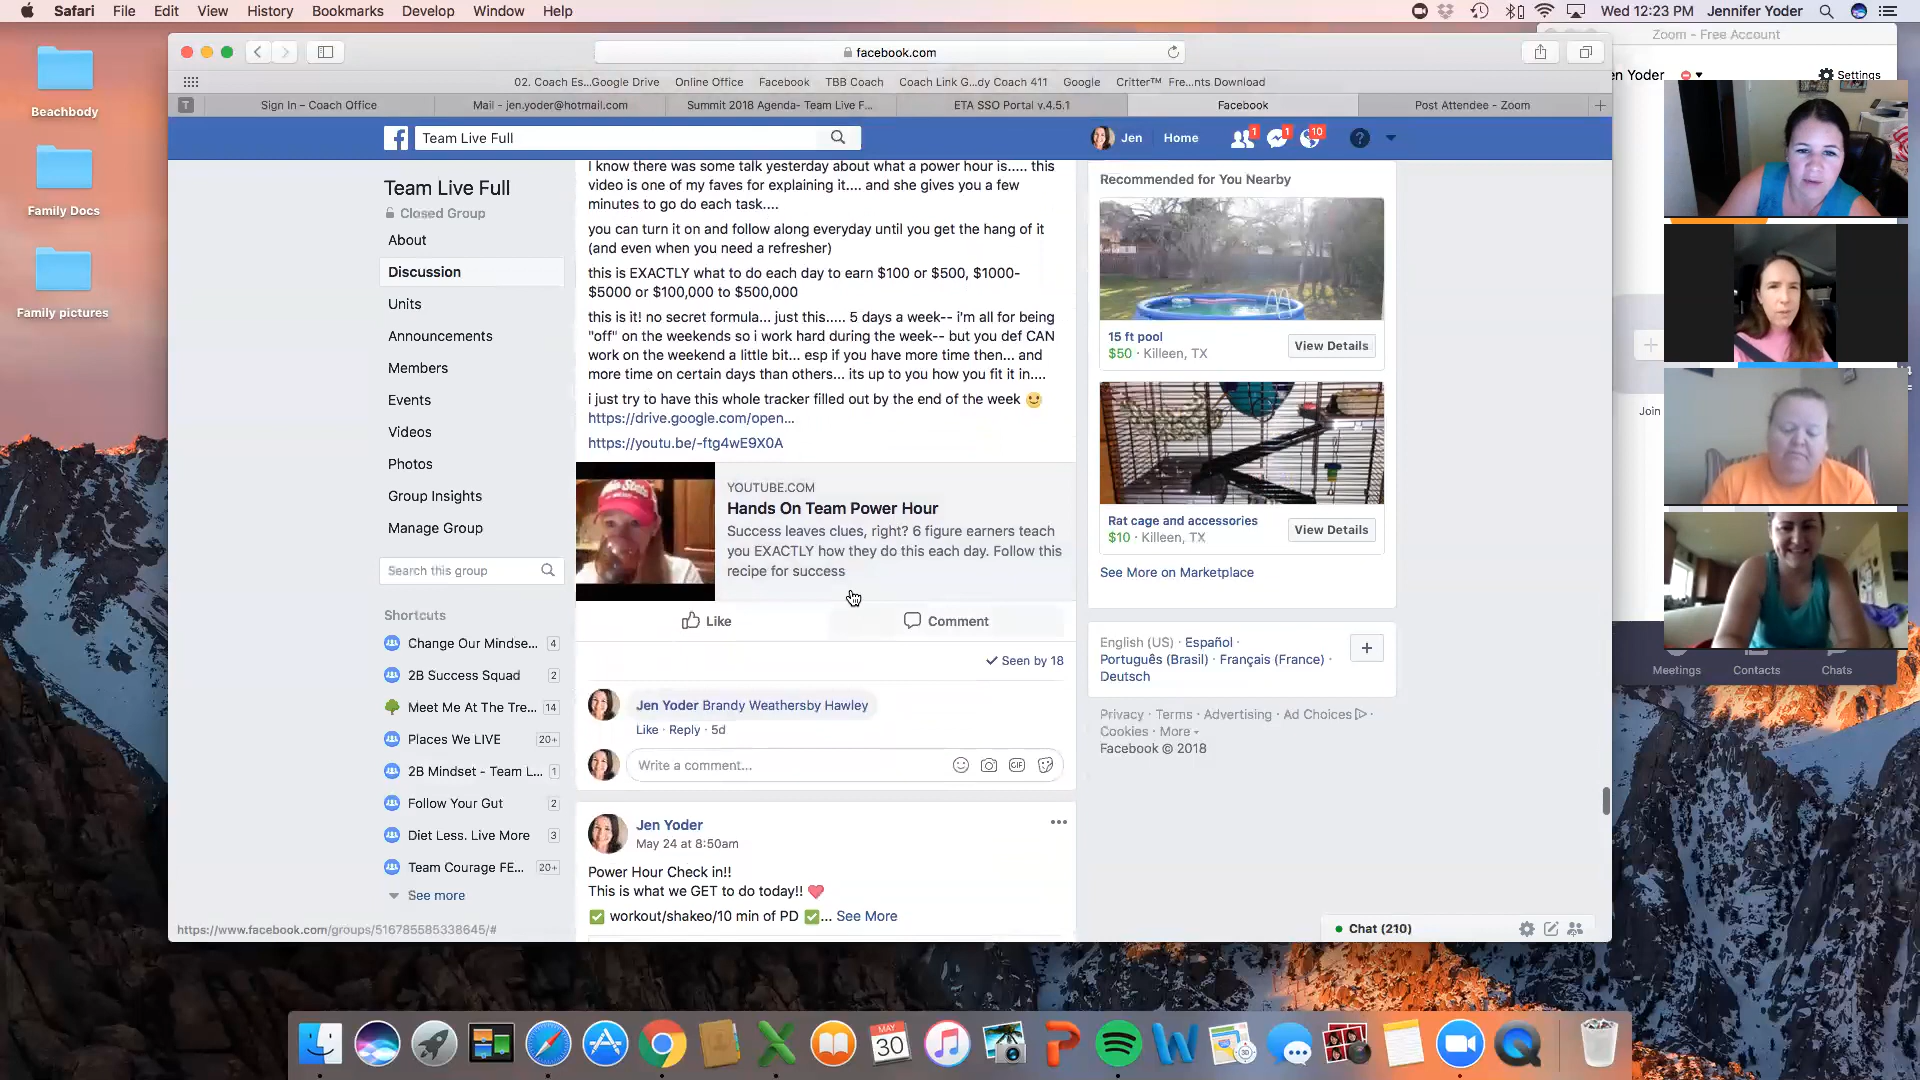 Safari File Edit View History Bookmarks Develop Window Help
Wed 12:23 PM Jennifer Yoder
Zoom - Free Account
en Yoder
Settings
facebook.com
02. Coach Es...Google Drive Online Office Facebook TBB Coach Coach Link G...dy Coach 411 Google Critter™ Fre...nts Download
T
Sign In – Coach Office Mail - jen.yoder@hotmail.com Summit 2018 Agenda- Team Live F... ETA SSO Portal v.4.5.1 Facebook Post Attendee - Zoom
Team Live Full
Jen Home 1 1 10
Beachbody
Family Docs
Family pictures
Team Live Full
Closed Group
About
Discussion
Units
Announcements
Members
Events
Videos
Photos
Group Insights
Manage Group
Search this group
Shortcuts
Change Our Mindse... 4
2B Success Squad 2
Meet Me At The Tre... 14
Places We LIVE 20+
2B Mindset - Team L... 1
Follow Your Gut 2
Diet Less. Live More 3
Team Courage FE... 20+
See more
https://www.facebook.com/groups/516785585338645/#
I know there was some talk yesterday about what a power hour is..... this
video is one of my faves for explaining it.... and she gives you a few
minutes to go do each task....
you can turn it on and follow along everyday until you get the hang of it
(and even when you need a refresher)
this is EXACTLY what to do each day to earn $100 or $500, $1000-
$5000 or $100,000 to $500,000
this is it! no secret formula... just this..... 5 days a week-- i'm all for being
"off" on the weekends so i work hard during the week-- but you def CAN
work on the weekend a little bit... esp if you have more time then... and
more time on certain days than others... its up to you how you fit it in....
i just try to have this whole tracker filled out by the end of the week
https://drive.google.com/open...
https://youtu.be/-ftg4wE9X0A
YOUTUBE.COM
Hands On Team Power Hour
Success leaves clues, right? 6 figure earners teach
you EXACTLY how they do this each day. Follow this
recipe for success
Like Comment
Seen by 18
Jen Yoder Brandy Weathersby Hawley
Like · Reply · 5d
Write a comment...
GIF
Jen Yoder
May 24 at 8:50am
Power Hour Check in!!
This is what we GET to do today!!
workout/shakeo/10 min of PD ... See More
Recommended for You Nearby
15 ft pool
$50 · Killeen, TX
View Details
Rat cage and accessories
$10 · Killeen, TX
View Details
See More on Marketplace
English (US) · Español ·
Português (Brasil) · Français (France) ·
Deutsch
Privacy · Terms · Advertising · Ad Choices ·
Cookies · More
Facebook © 2018
Chat (210)
Join
Meetings Contacts Chats
MAY
30